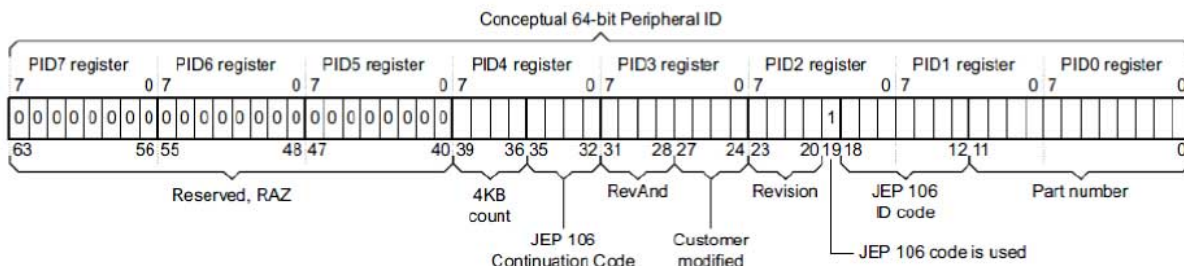 Conceptual 64-bit Peripheral ID
PID7 register PID6 register PID5 register PID4 register PID3 register PID2 register PID1 register PID0 register
7 0 7 0 7 0 7 0 7 0 7 0 7 0 7 0
0 0 0 0 0 0 0 0 0 0 0 0 0 0 0 0 0 0 0 0 0 0 0 0 1
63 56 55 48 47 40 39 36 35 32 31 28 27 24 23 20 19 18 12 11 0
Reserved, RAZ 4KB count RevAnd Revision JEP 106 ID code Part number
JEP 106 Continuation Code Customer modified JEP 106 code is used